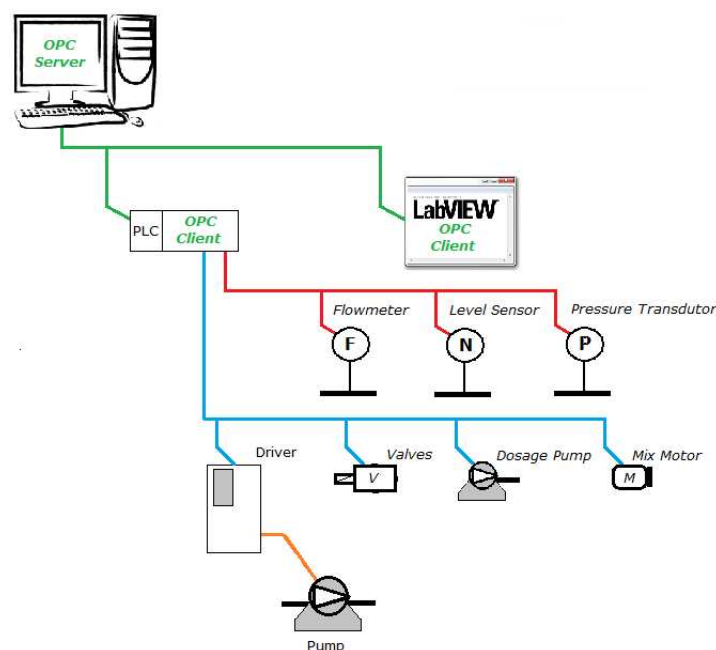 OPC
Server
PLC
OPC
Client
LabVIEW
OPC
Client
Flowmeter
Level Sensor
Pressure Transdutor
F
N
P
Driver
Valves
Dosage Pump
Mix Motor
V
M
Pump